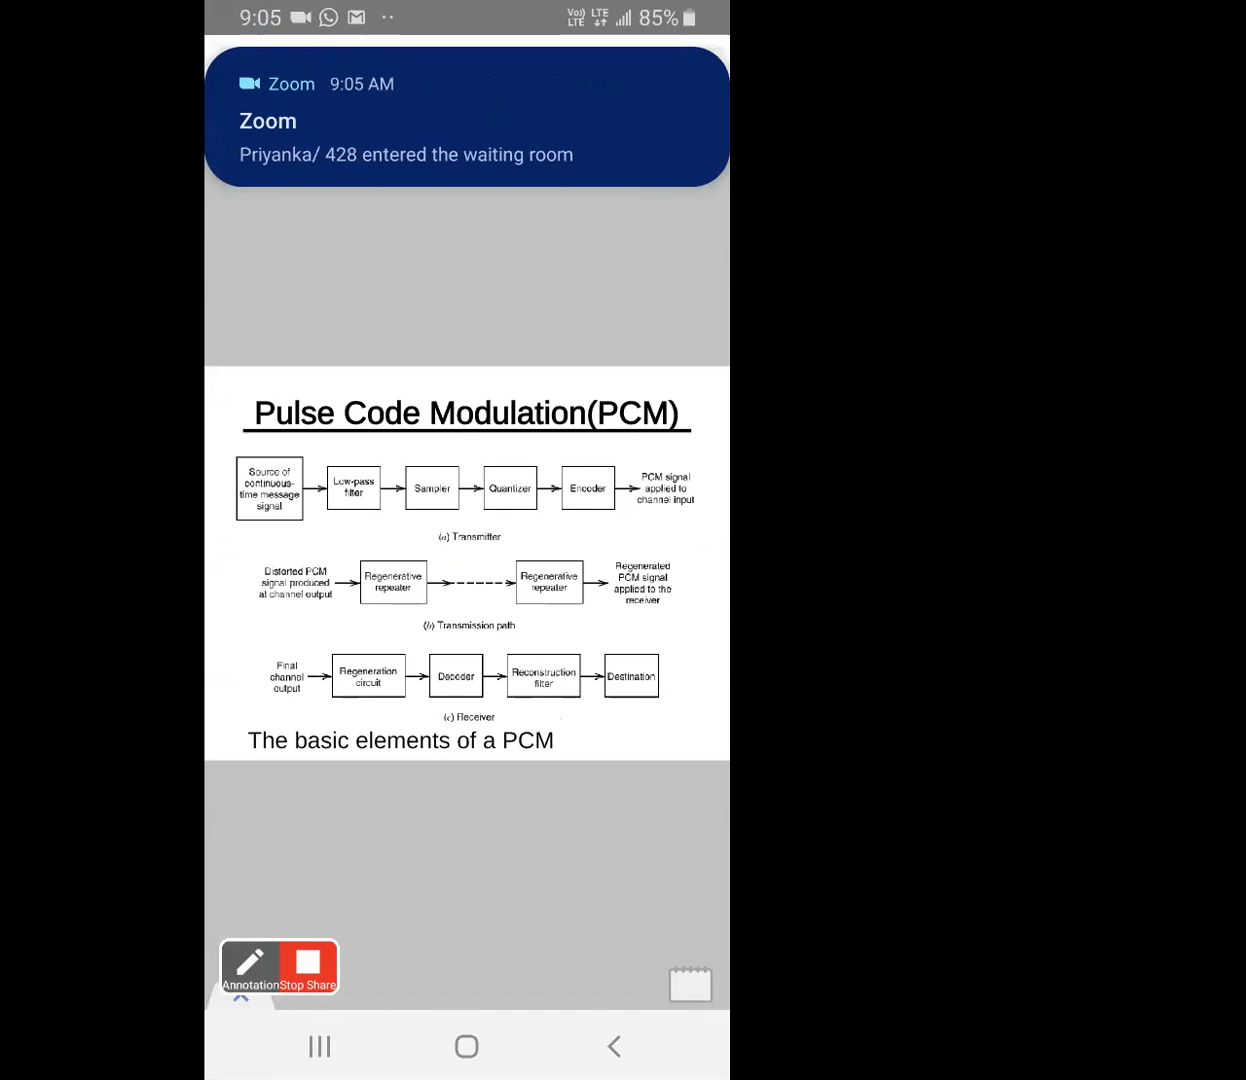 9:05
Vo)) LTE
LTE
85%
Zoom 9:05 AM
Zoom
Priyanka/ 428 entered the waiting room
Pulse Code Modulation(PCM)
Source of
continuous-
time message
signal
Low-pass
filter
Sampler
Quantizer
Encoder
PCM signal
applied to
channel input
(a) Transmitter
Distorted PCM
signal produced
at channel output
Regenerative
repeater
Regenerative
repeater
Regenerated
PCM signal
applied to the
receiver
(b) Transmission path
Final
channel
output
Regeneration
circuit
Decoder
Reconstruction
filter
Destination
(c) Receiver
The basic elements of a PCM
Annotation
Stop Share